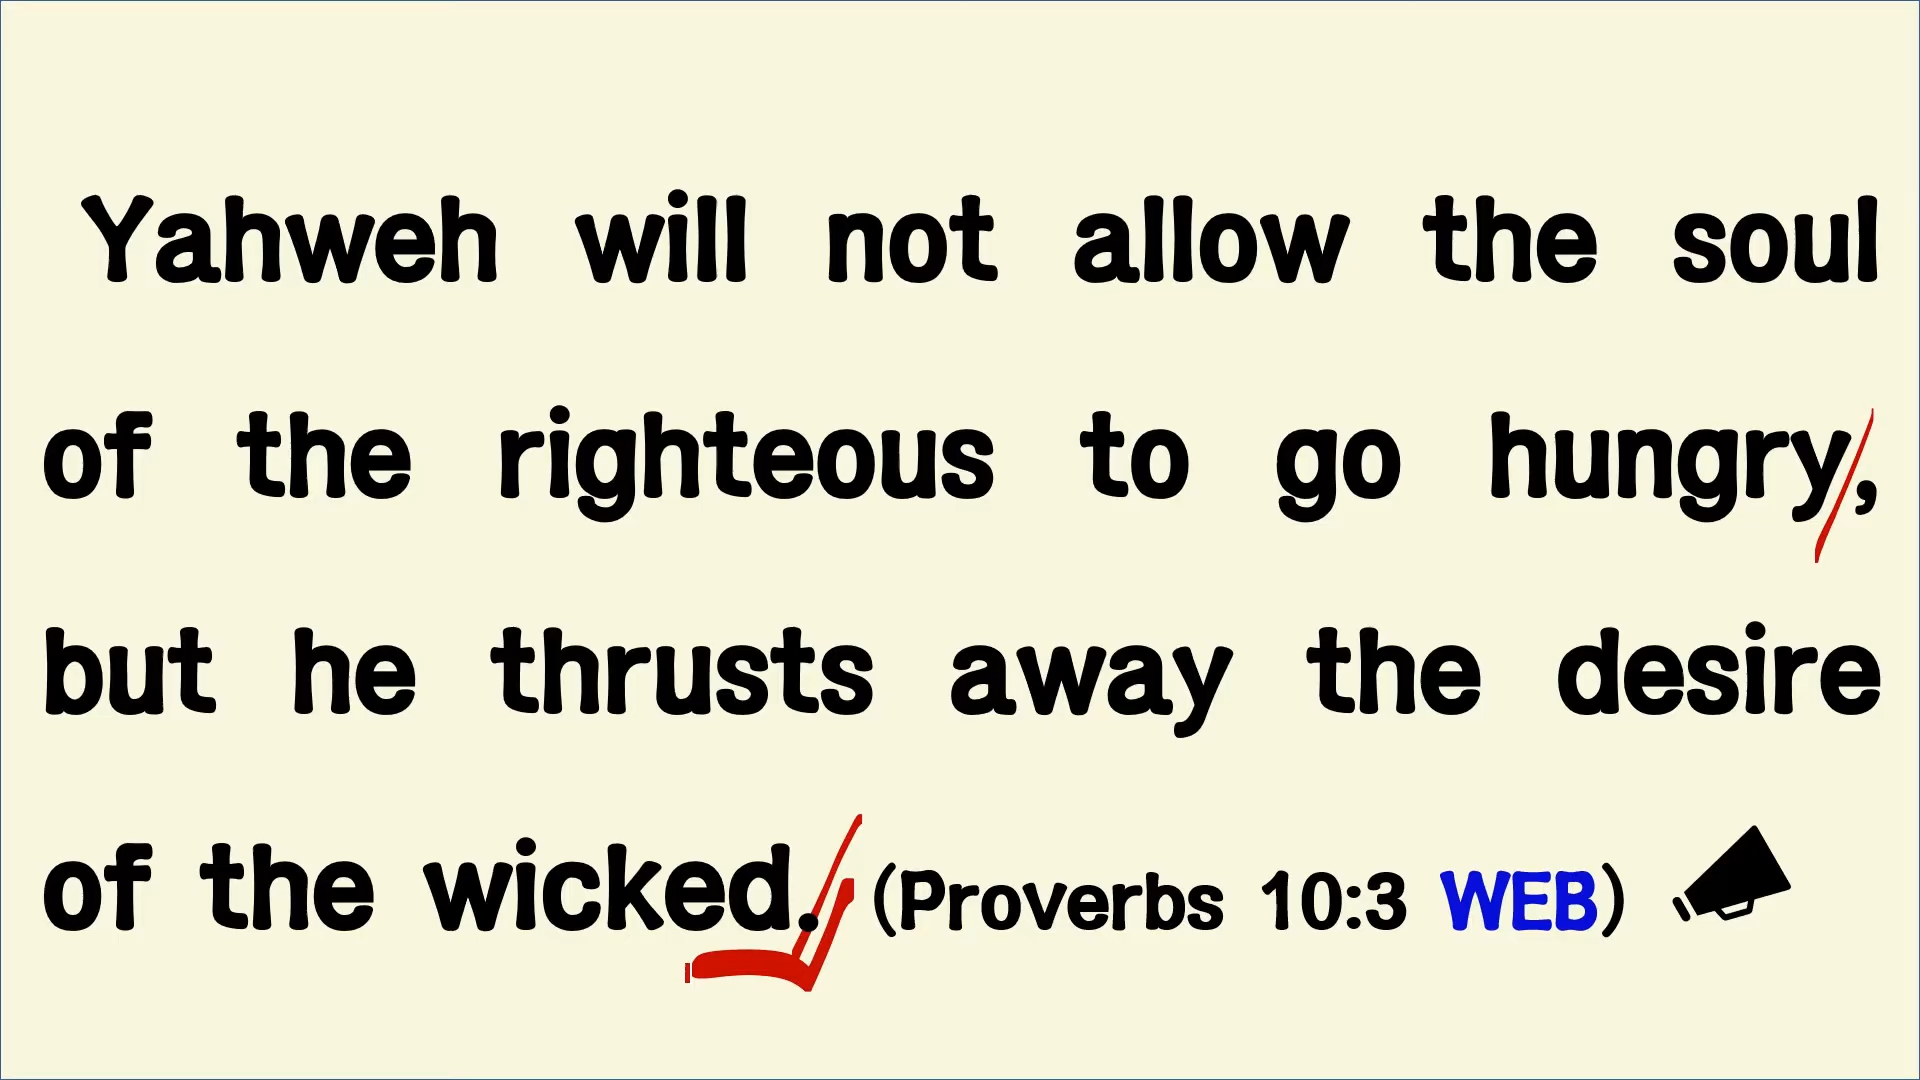 Yahweh will not allow the soul
of the righteous to go hungry,
but he thrusts away the desire
of the wicked. (Proverbs 10:3 WEB)